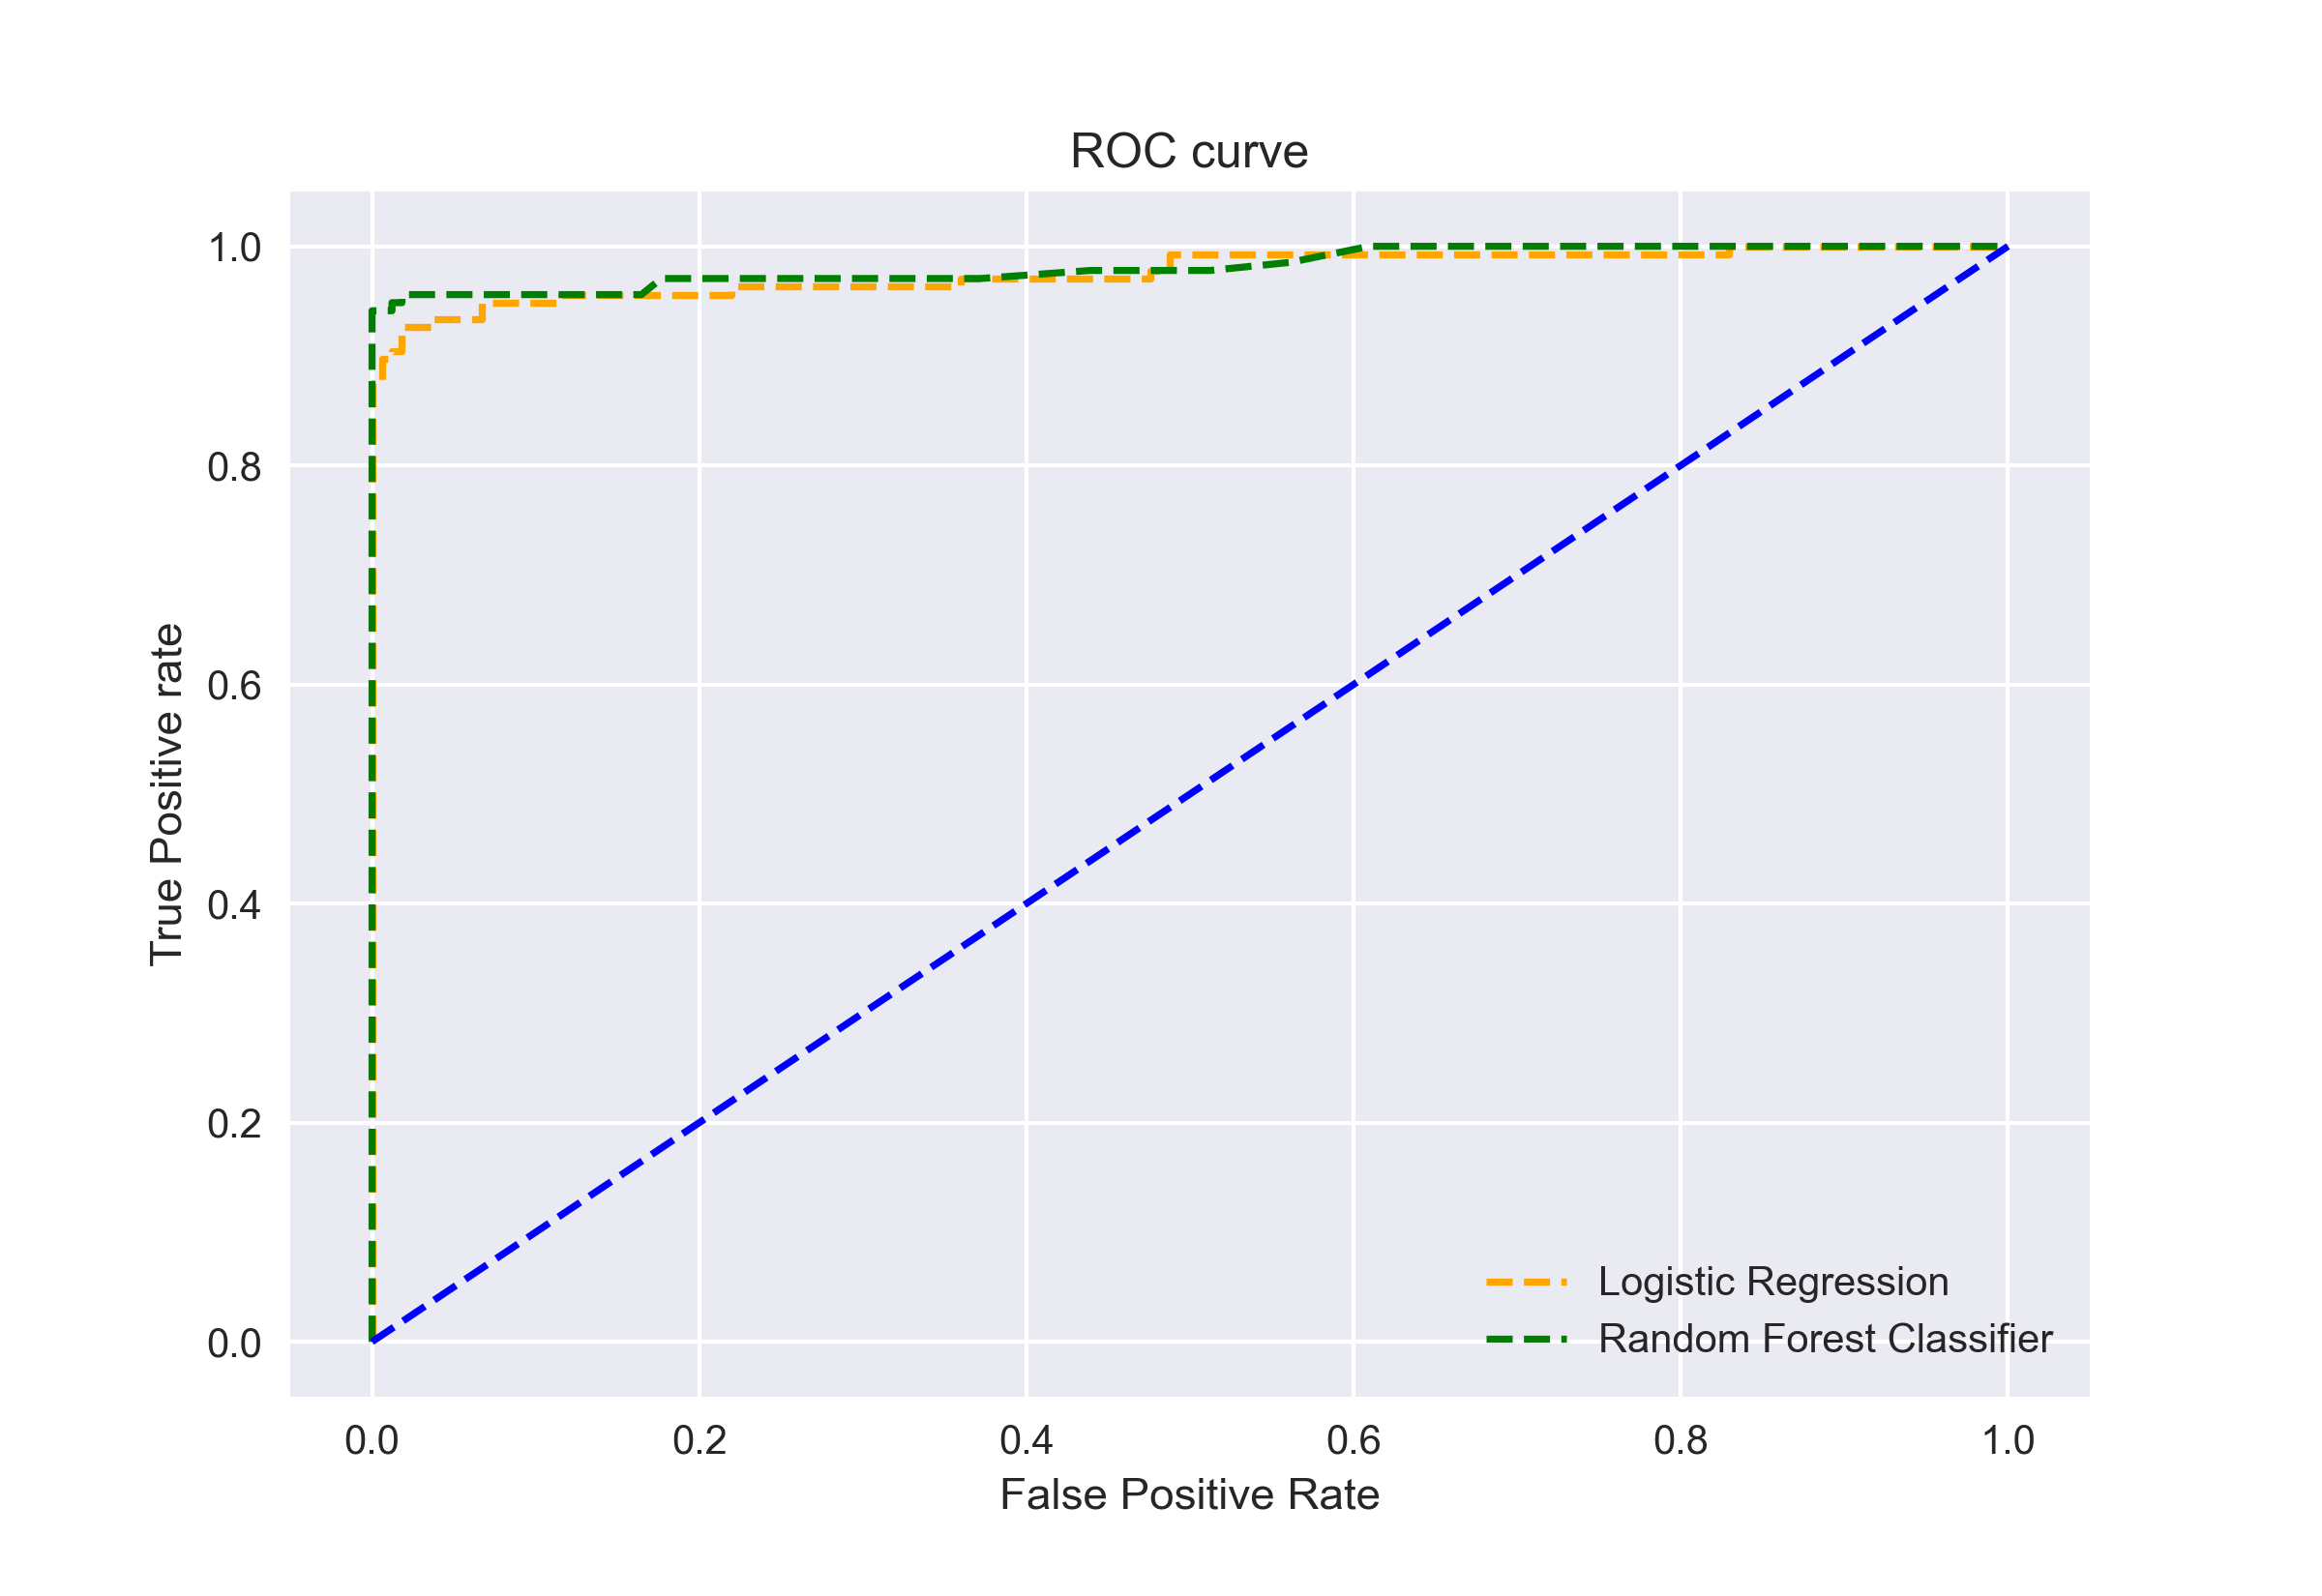 ROC curve
1.0
0.8
0.6
0.4
0.2
0.0
True Positive rate
0.0 0.2 0.4 0.6 0.8 1.0
False Positive Rate
Logistic Regression
Random Forest Classifier